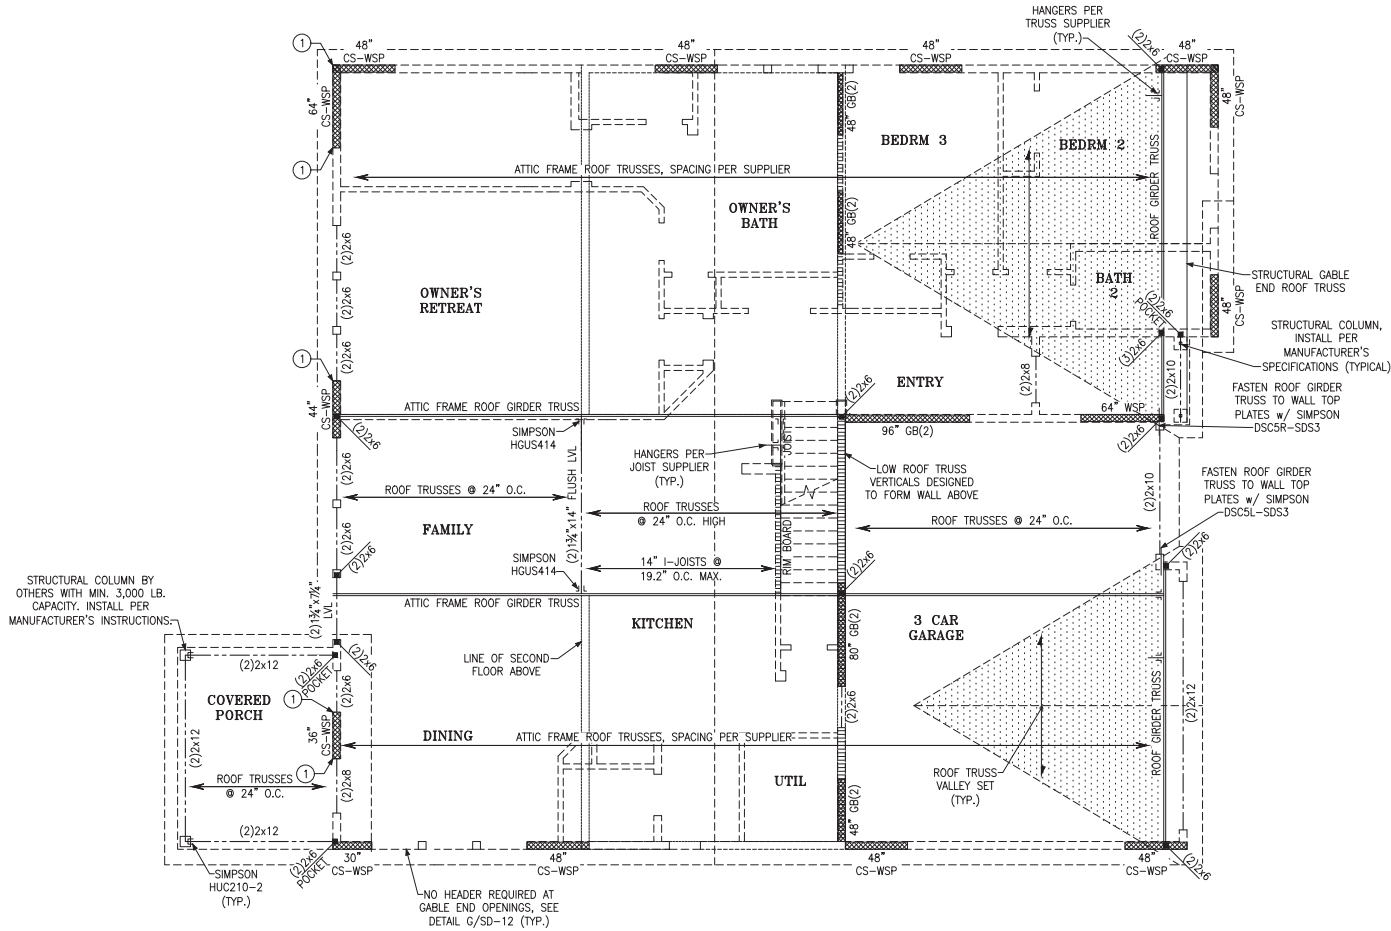 HANGERS PER
TRUSS SUPPLIER
(TYP.)
(2)2x6
1
48"
CS-WSP
48"
CS-WSP
48"
CS-WSP
48"
CS-WSP
64"
CS-WSP
48" GB(2)
48"
CS-WSP
BEDRM 3
BEDRM 2
1
ATTIC FRAME ROOF TRUSSES, SPACING PER SUPPLIER
ROOF GIRDER TRUSS
OWNER'S
BATH
48" GB(2)
(2)2x6
(2)2x6
(2)2x6
OWNER'S
RETREAT
BATH
2
STRUCTURAL GABLE
END ROOF TRUSS
48"
CS-WSP
(2)2x6
POCKET
STRUCTURAL COLUMN,
INSTALL PER
MANUFACTURER'S
SPECIFICATIONS (TYPICAL)
(3)2x6
1
ENTRY
(2)2x8
(2)2x10
(2)2x6
FASTEN ROOF GIRDER
TRUSS TO WALL TOP
PLATES w/ SIMPSON
DSC5R-SDS3
44"
CS-WSP
ATTIC FRAME ROOF GIRDER TRUSS
64" WSP
(2)2x6
SIMPSON
HGUS414
96" GB(2)
(2)2x6
JOIST
HANGERS PER
JOIST SUPPLIER
(TYP.)
LOW ROOF TRUSS
VERTICALS DESIGNED
TO FORM WALL ABOVE
FASTEN ROOF GIRDER
TRUSS TO WALL TOP
PLATES w/ SIMPSON
DSC5L-SDS3
(2)2x6
(2)2x10
ROOF TRUSSES @ 24" O.C.
(2)1¾"x14" FLUSH LVL
ROOF TRUSSES
@ 24" O.C. HIGH
ROOF TRUSSES @ 24" O.C.
FAMILY
(2)2x6
RIM BOARD
(2)2x6
SIMPSON
HGUS414
14" I-JOISTS @
19.2" O.C. MAX.
(2)2x6
(2)2x6
STRUCTURAL COLUMN BY
OTHERS WITH MIN. 3,000 LB.
CAPACITY. INSTALL PER
MANUFACTURER'S INSTRUCTIONS.
(2)1¾"x7¼"
LVL
ATTIC FRAME ROOF GIRDER TRUSS
KITCHEN
3 CAR
GARAGE
80" GB(2)
(2)2x12
(2)2x6
POCKET
(2)2x6
LINE OF SECOND
FLOOR ABOVE
(2)2x6
COVERED
PORCH
1
(2)2x6
(2)2x12
ROOF GIRDER TRUSS
36"
CS-WSP
(2)2x12
DINING
ATTIC FRAME ROOF TRUSSES, SPACING PER SUPPLIER
1
ROOF TRUSSES
@ 24" O.C.
(2)2x8
UTIL
ROOF TRUSS
VALLEY SET
(TYP.)
48" GB(2)
(2)2x12
(2)2x6
POCKET
30"
CS-WSP
48"
CS-WSP
48"
CS-WSP
48"
CS-WSP
(2)2x6
SIMPSON
HUC210-2
(TYP.)
NO HEADER REQUIRED AT
GABLE END OPENINGS, SEE
DETAIL G/SD-12 (TYP.)